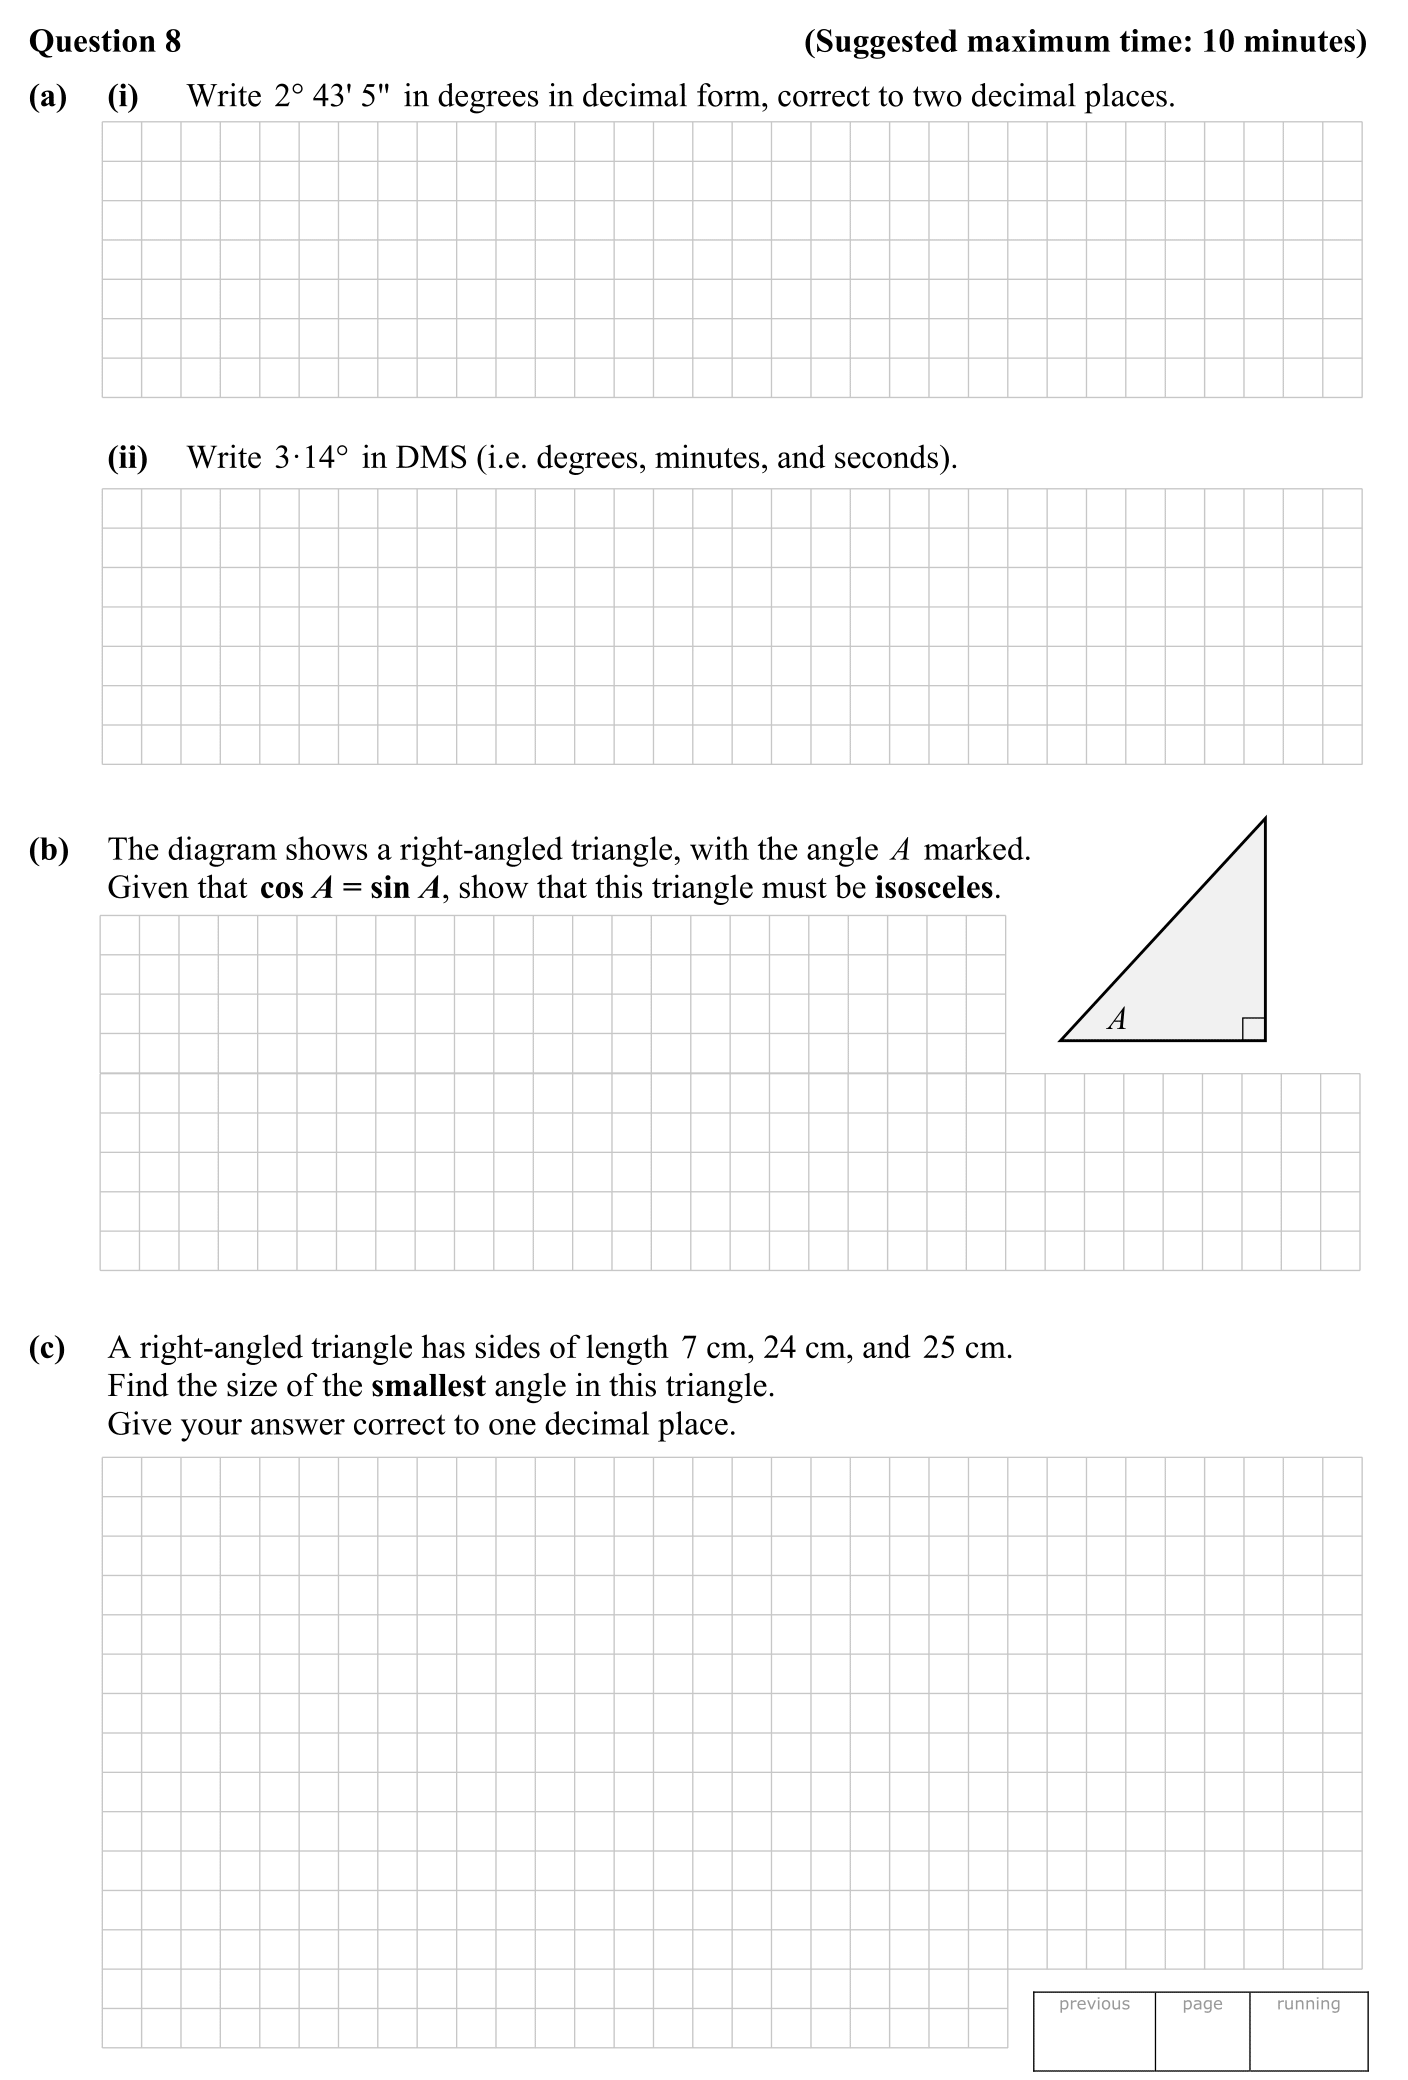 Question 8 (Suggested maximum time: 10 minutes)
(a) (i) Write 2° 43' 5" in degrees in decimal form, correct to two decimal places.
(ii) Write 3·14° in DMS (i.e. degrees, minutes, and seconds).
(b) The diagram shows a right-angled triangle, with the angle A marked.
Given that cos A = sin A, show that this triangle must be isosceles.
A
(c) A right-angled triangle has sides of length 7 cm, 24 cm, and 25 cm.
Find the size of the smallest angle in this triangle.
Give your answer correct to one decimal place.
previous page running